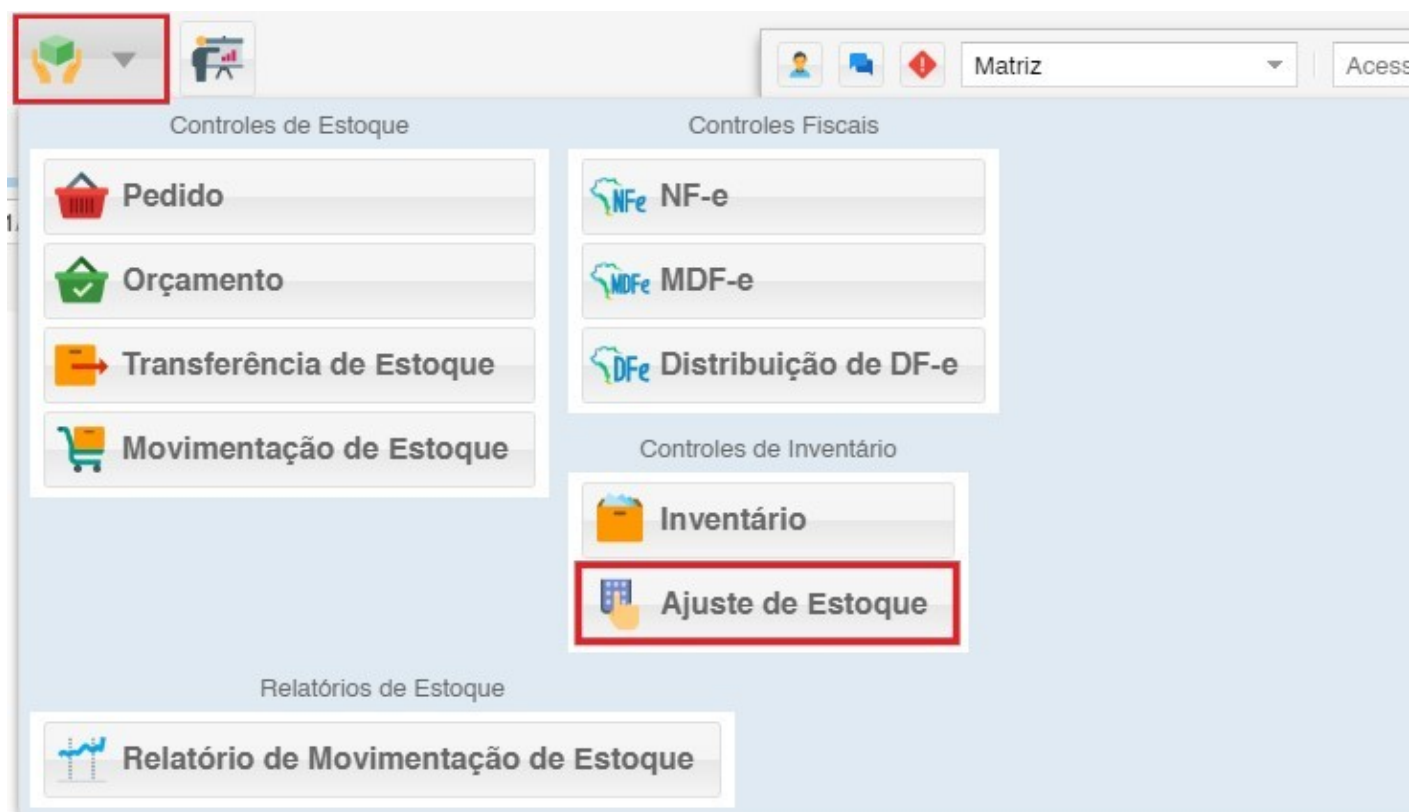 Matriz
Acess
Controles de Estoque
Pedido
Orçamento
Transferência de Estoque
Movimentação de Estoque
Controles Fiscais
NFe NF-e
MDFe MDF-e
DFe Distribuição de DF-e
Controles de Inventário
Inventário
Ajuste de Estoque
Relatórios de Estoque
Relatório de Movimentação de Estoque